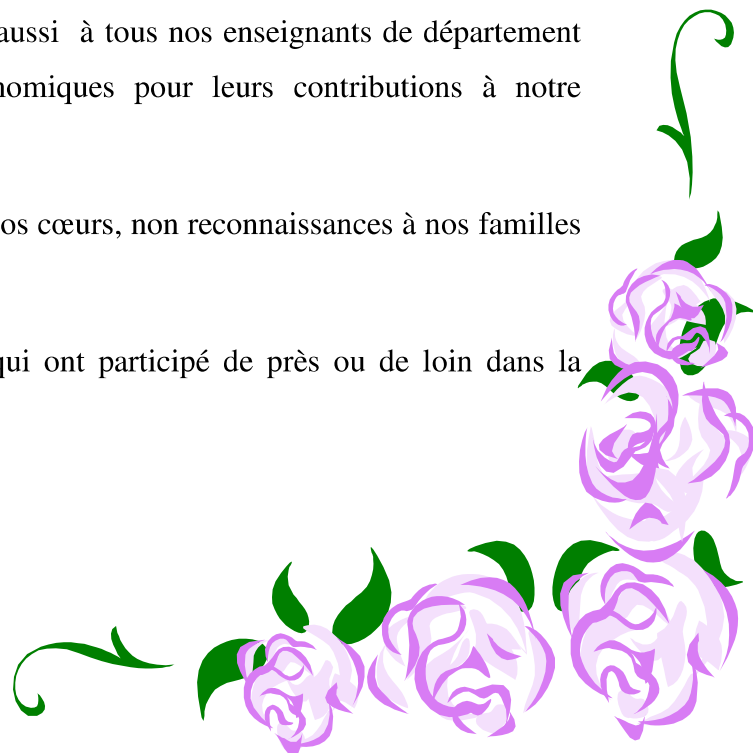 aussi à tous nos enseignants de département
nomiques pour leurs contributions à notre
os cœurs, non reconnaissances à nos familles
qui ont participé de près ou de loin dans la